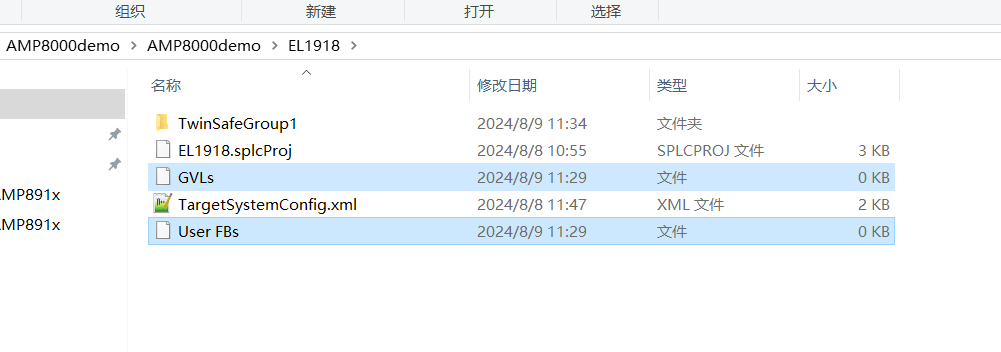 组织 新建 打开 选择
AMP8000demo > AMP8000demo > EL1918 >
名称 修改日期 类型 大小
TwinSafeGroup1 2024/8/9 11:34 文件夹
EL1918.splcProj 2024/8/8 10:55 SPLCPROJ 文件 3 KB
GVLs 2024/8/9 11:29 文件 0 KB
TargetSystemConfig.xml 2024/8/8 11:47 XML 文件 2 KB
User FBs 2024/8/9 11:29 文件 0 KB
MP891x
MP891x